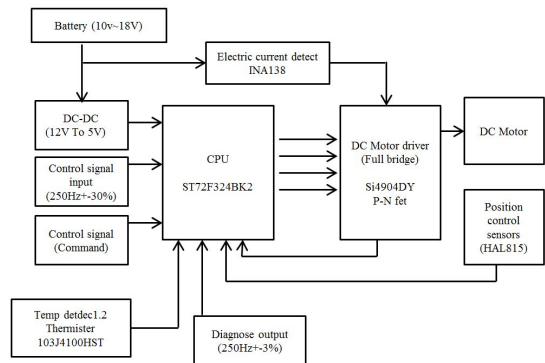 Battery (10v~18V)
Electric current detect
INA138
DC-DC
(12V To 5V)
CPU
ST72F324BK2
DC Motor driver
(Full bridge)
Si4904DY
P-N fet
DC Motor
Control signal
input
(250Hz+-30%)
Control signal
(Command)
Position
control
sensors
(HAL815)
Temp detdec1.2
Thermister
103J4100HST
Diagnose output
(250Hz+-3%)